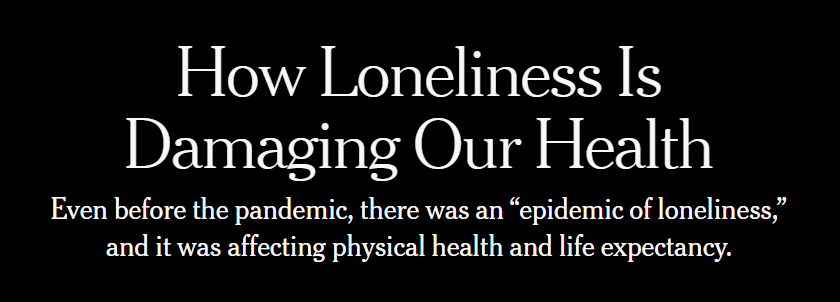 How Loneliness Is
Damaging Our Health
Even before the pandemic, there was an “epidemic of loneliness,”
and it was affecting physical health and life expectancy.